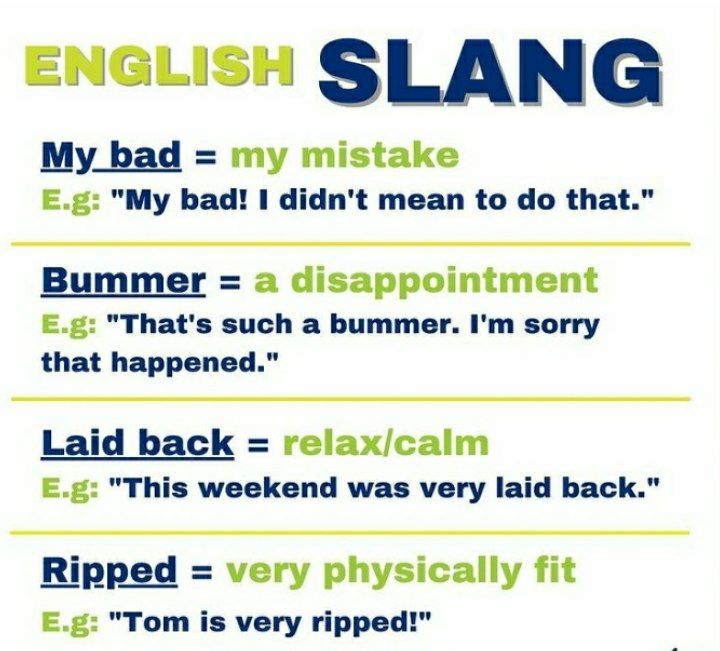 ENGLISH SLANG
My bad = my mistake
E.g: "My bad! I didn't mean to do that."
Bummer = a disappointment
E.g: "That's such a bummer. I'm sorry
that happened."
Laid back = relax/calm
E.g: "This weekend was very laid back."
Ripped = very physically fit
E.g: "Tom is very ripped!"